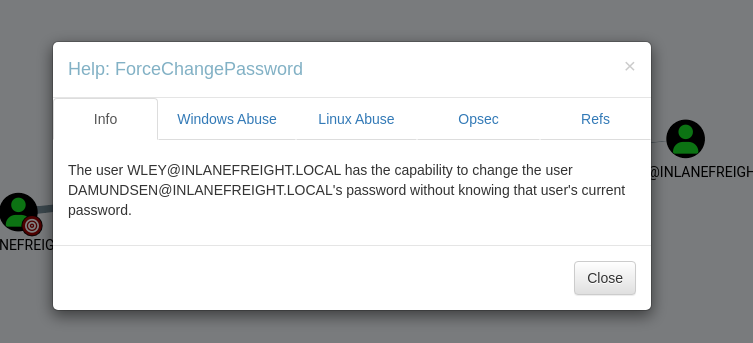 Help: ForceChangePassword
×
Info
Windows Abuse
Linux Abuse
Opsec
Refs
The user WLEY@INLANEFREIGHT.LOCAL has the capability to change the user
DAMUNDSEN@INLANEFREIGHT.LOCAL's password without knowing that user's current
password.
@INLANEFREIGH
NEFREIG
Close